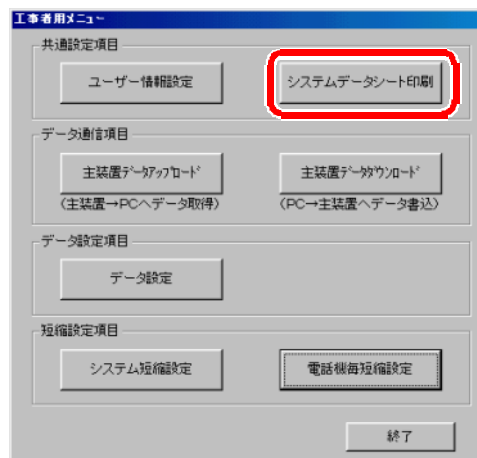 工事者用メニュー
共通設定項目
ユーザー情報設定
システムデータシート印刷
データ通信項目
主装置データアップロード
主装置データダウンロード
(主装置→PCへデータ取得)
(PC→主装置へデータ書込)
データ設定項目
データ設定
短縮設定項目
システム短縮設定
電話機毎短縮設定
終了